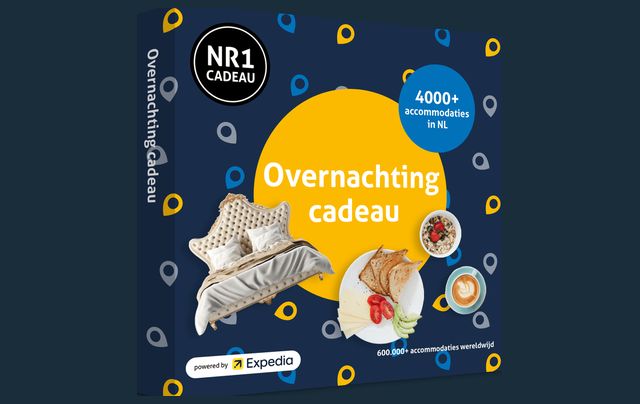 NR1
CADEAU
Overnachting cadeau
4000+
accommodaties
in NL
Overnachting
cadeau
600.000+ accommodaties wereldwijd
powered by Expedia